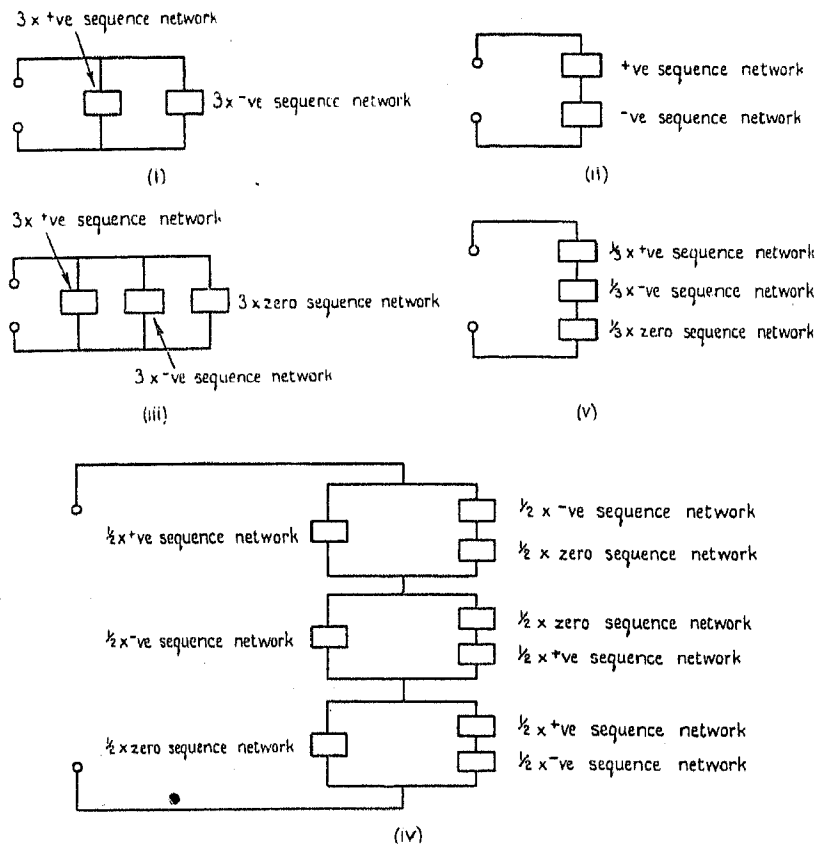 3 x +ve sequence network
3 x -ve sequence network
(i)
+ve sequence network
-ve sequence network
(ii)
3 x +ve sequence network
3 x zero sequence network
3 x -ve sequence network
(iii)
⅓ x +ve sequence network
⅓ x -ve sequence network
⅓ x zero sequence network
(v)
½ x +ve sequence network
½ x -ve sequence network
½ x zero sequence network
½ x -ve sequence network
½ x zero sequence network
½ x +ve sequence network
½ x zero sequence network
½ x +ve sequence network
½ x -ve sequence network
(iv)